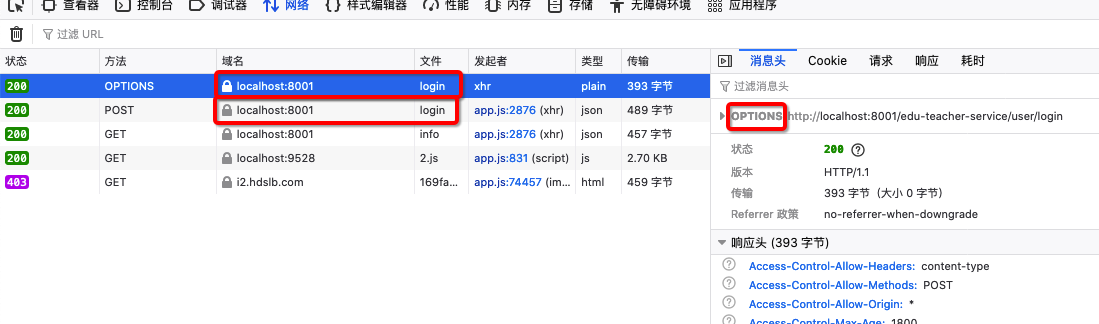 查看器 控制台 调试器 网络 样式编辑器 性能 内存 存储 无障碍环境 应用程序
过滤 URL
状态 方法 域名 文件 发起者 类型 传输
200 OPTIONS localhost:8001 login xhr plain 393 字节
200 POST localhost:8001 login app.js:2876 (xhr) json 489 字节
200 GET localhost:8001 info app.js:2876 (xhr) json 457 字节
200 GET localhost:9528 2.js app.js:831 (script) js 2.70 KB
403 GET i2.hdslb.com 169fa… app.js:74457 (im… html 459 字节
消息头 Cookie 请求 响应 耗时
过滤消息头
OPTIONS http://localhost:8001/edu-teacher-service/user/login
状态 200
版本 HTTP/1.1
传输 393 字节（大小 0 字节）
Referrer 政策 no-referrer-when-downgrade
响应头 (393 字节)
Access-Control-Allow-Headers: content-type
Access-Control-Allow-Methods: POST
Access-Control-Allow-Origin: *
Access-Control-Max-Age: 1800